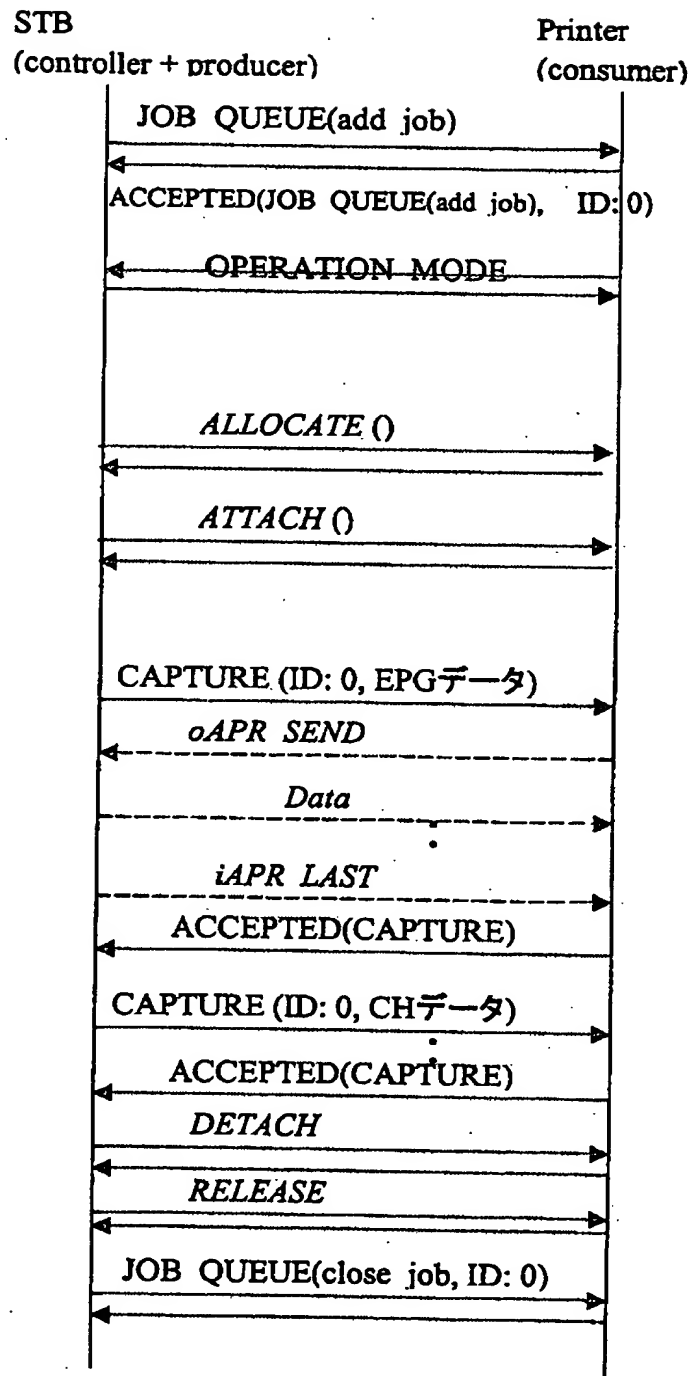 STB
(controller + producer)
Printer
(consumer)
JOB QUEUE(add job)
ACCEPTED(JOB QUEUE(add job), ID: 0)
OPERATION MODE
ALLOCATE ()
ATTACH ()
CAPTURE (ID: 0, EPGデータ)
oAPR SEND
Data
iAPR LAST
ACCEPTED(CAPTURE)
CAPTURE (ID: 0, CHデータ)
ACCEPTED(CAPTURE)
DETACH
RELEASE
JOB QUEUE(close job, ID: 0)